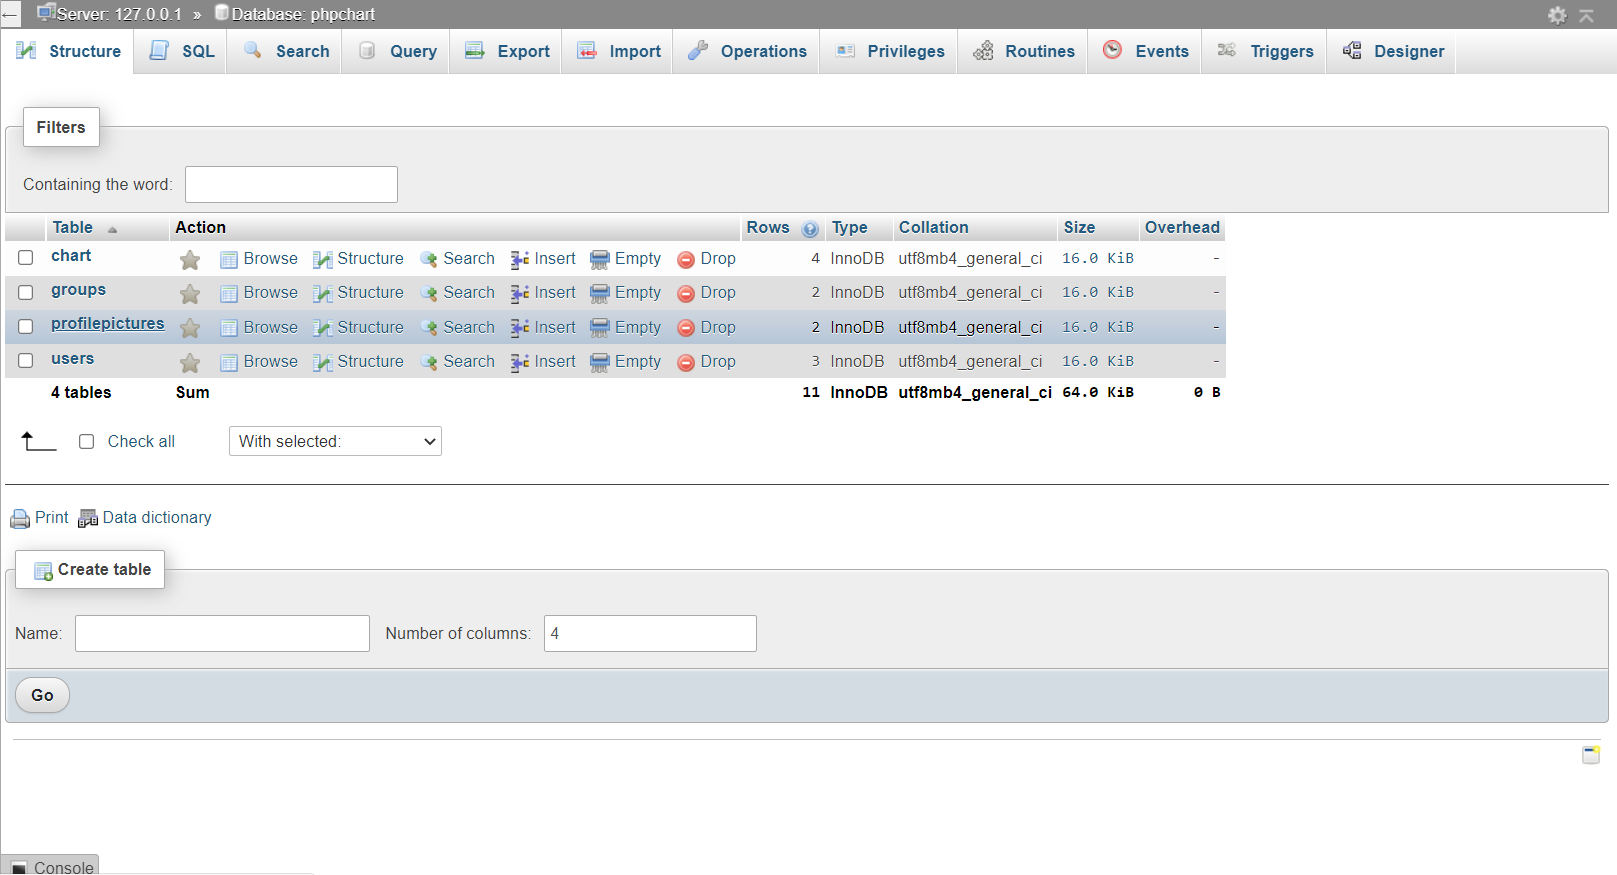 ← Server: 127.0.0.1 » Database: phpchart
Structure SQL Search Query Export Import Operations Privileges Routines Events Triggers Designer
Filters
Containing the word:
Table Action Rows Type Collation Size Overhead
chart Browse Structure Search Insert Empty Drop 4 InnoDB utf8mb4_general_ci 16.0 KiB -
groups Browse Structure Search Insert Empty Drop 2 InnoDB utf8mb4_general_ci 16.0 KiB -
profilepictures Browse Structure Search Insert Empty Drop 2 InnoDB utf8mb4_general_ci 16.0 KiB -
users Browse Structure Search Insert Empty Drop 3 InnoDB utf8mb4_general_ci 16.0 KiB -
4 tables Sum 11 InnoDB utf8mb4_general_ci 64.0 KiB 0 B
Check all With selected:
Print Data dictionary
Create table
Name: Number of columns: 4
Go
Console